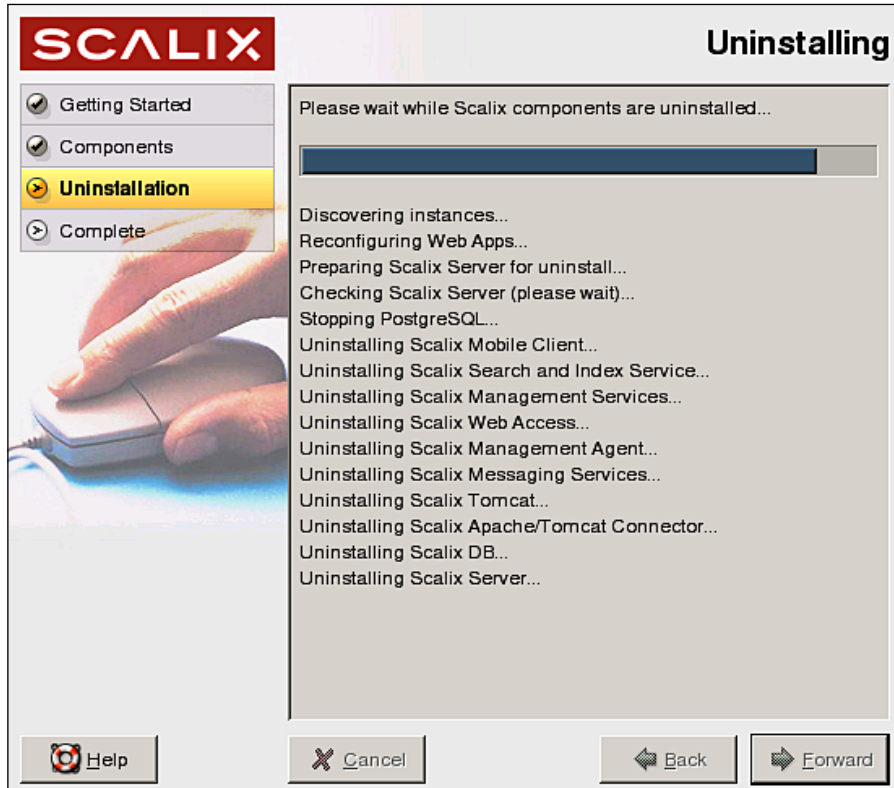 SCALIX
Uninstalling
Getting Started
Components
Uninstallation
Complete
Please wait while Scalix components are uninstalled...
Discovering instances...
Reconfiguring Web Apps...
Preparing Scalix Server for uninstall...
Checking Scalix Server (please wait)...
Stopping PostgreSQL...
Uninstalling Scalix Mobile Client...
Uninstalling Scalix Search and Index Service...
Uninstalling Scalix Management Services...
Uninstalling Scalix Web Access...
Uninstalling Scalix Management Agent...
Uninstalling Scalix Messaging Services...
Uninstalling Scalix Tomcat...
Uninstalling Scalix Apache/Tomcat Connector...
Uninstalling Scalix DB...
Uninstalling Scalix Server...
Help
Cancel
Back
Forward